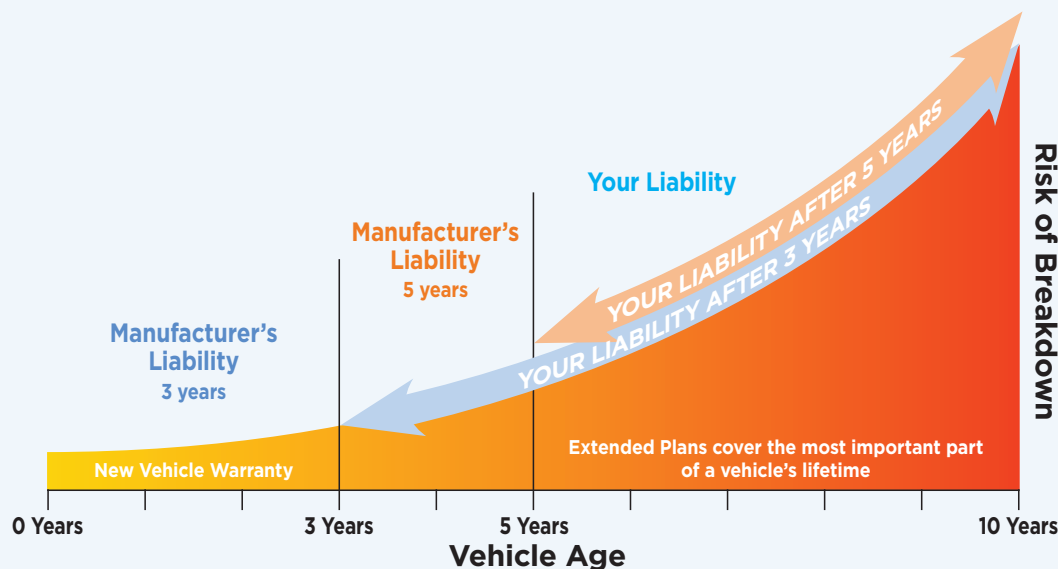 Your Liability
Manufacturer’s
Liability
5 years
Manufacturer’s
Liability
3 years
YOUR LIABILITY AFTER 5 YEARS
YOUR LIABILITY AFTER 3 YEARS
Risk of Breakdown
New Vehicle Warranty
Extended Plans cover the most important part
of a vehicle’s lifetime
0 Years
3 Years
5 Years
10 Years
Vehicle Age